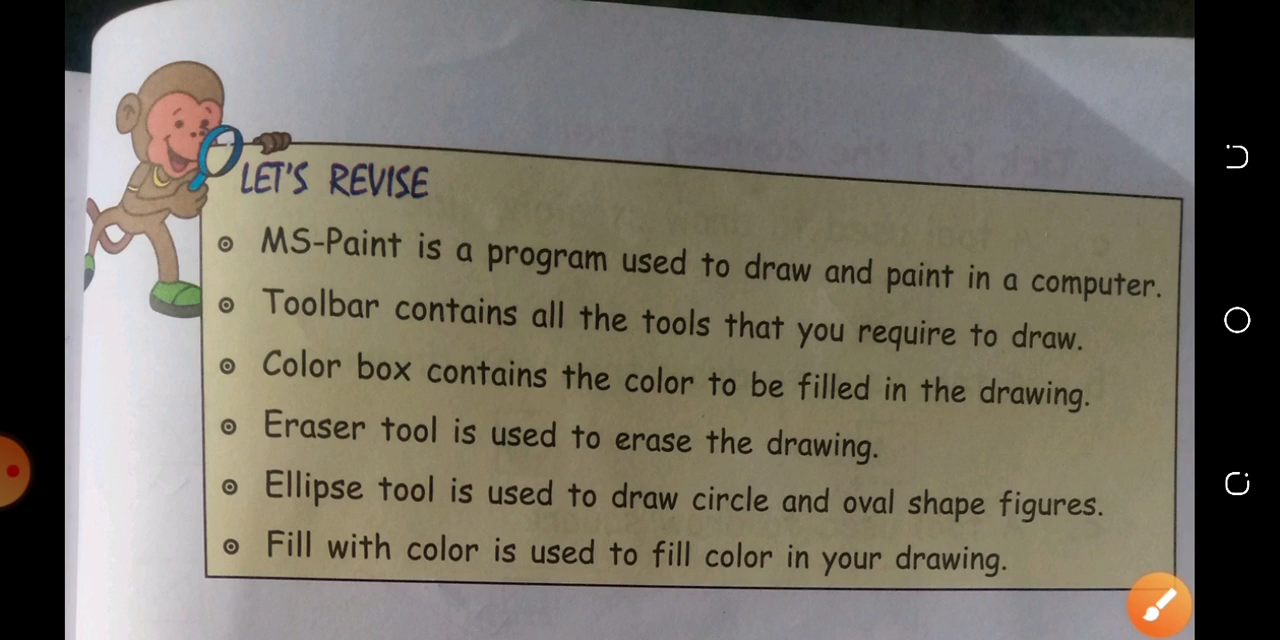 LET'S REVISE
MS-Paint is a program used to draw and paint in a computer.
Toolbar contains all the tools that you require to draw.
Color box contains the color to be filled in the drawing.
Eraser tool is used to erase the drawing.
Ellipse tool is used to draw circle and oval shape figures.
Fill with color is used to fill color in your drawing.